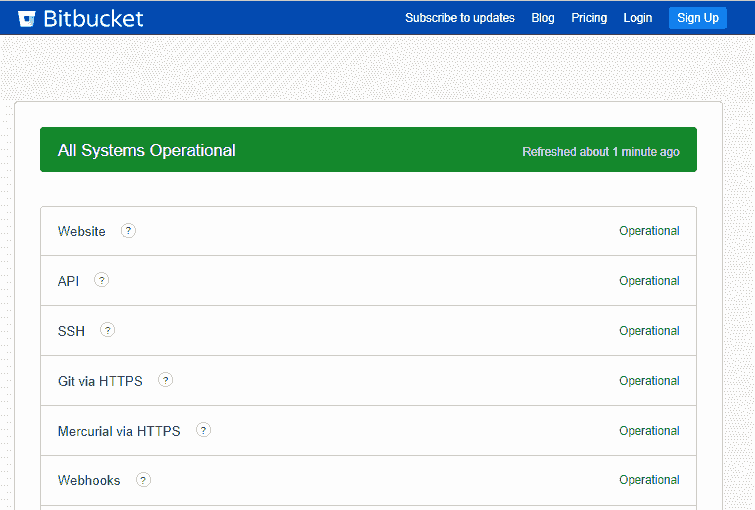 Bitbucket Subscribe to updates Blog Pricing Login Sign Up
All Systems Operational Refreshed about 1 minute ago
Website ? Operational
API ? Operational
SSH ? Operational
Git via HTTPS ? Operational
Mercurial via HTTPS ? Operational
Webhooks ? Operational